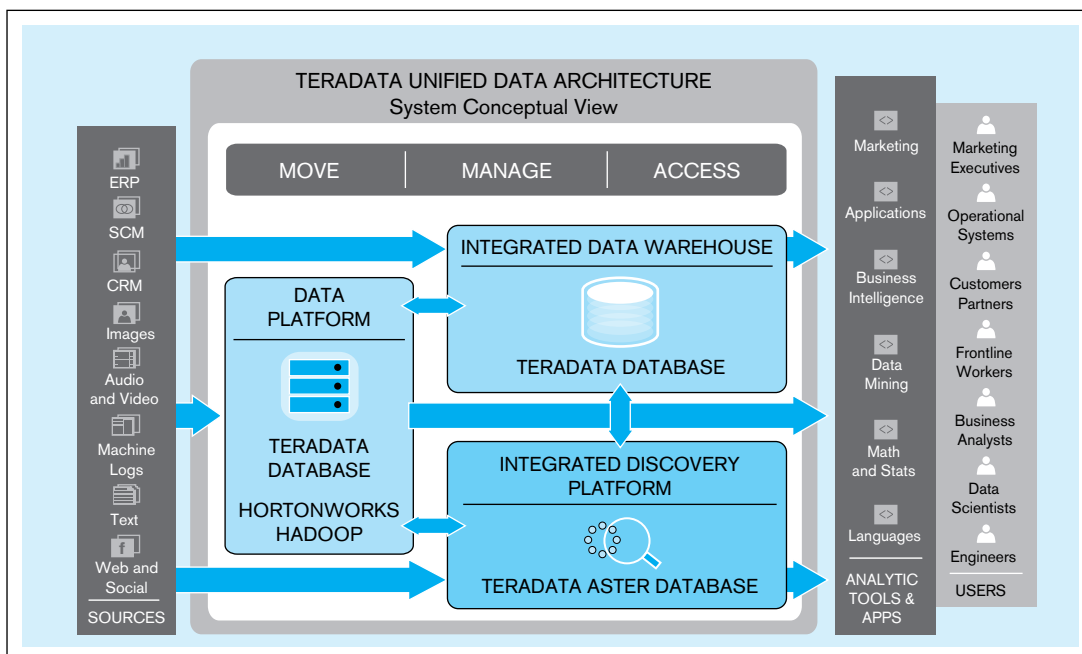 TERADATA UNIFIED DATA ARCHITECTURE
System Conceptual View
MOVE
MANAGE
ACCESS
ERP
SCM
CRM
Images
Audio
and Video
Machine
Logs
Text
f
Web and
Social
SOURCES
DATA
PLATFORM
TERADATA
DATABASE
HORTONWORKS
HADOOP
INTEGRATED DATA WAREHOUSE
TERADATA DATABASE
INTEGRATED DISCOVERY
PLATFORM
TERADATA ASTER DATABASE
<>
Marketing
<>
Applications
<>
Business
Intelligence
<>
Data
Mining
<>
Math
and Stats
<>
Languages
ANALYTIC
TOOLS &
APPS
Marketing
Executives
Operational
Systems
Customers
Partners
Frontline
Workers
Business
Analysts
Data
Scientists
Engineers
USERS